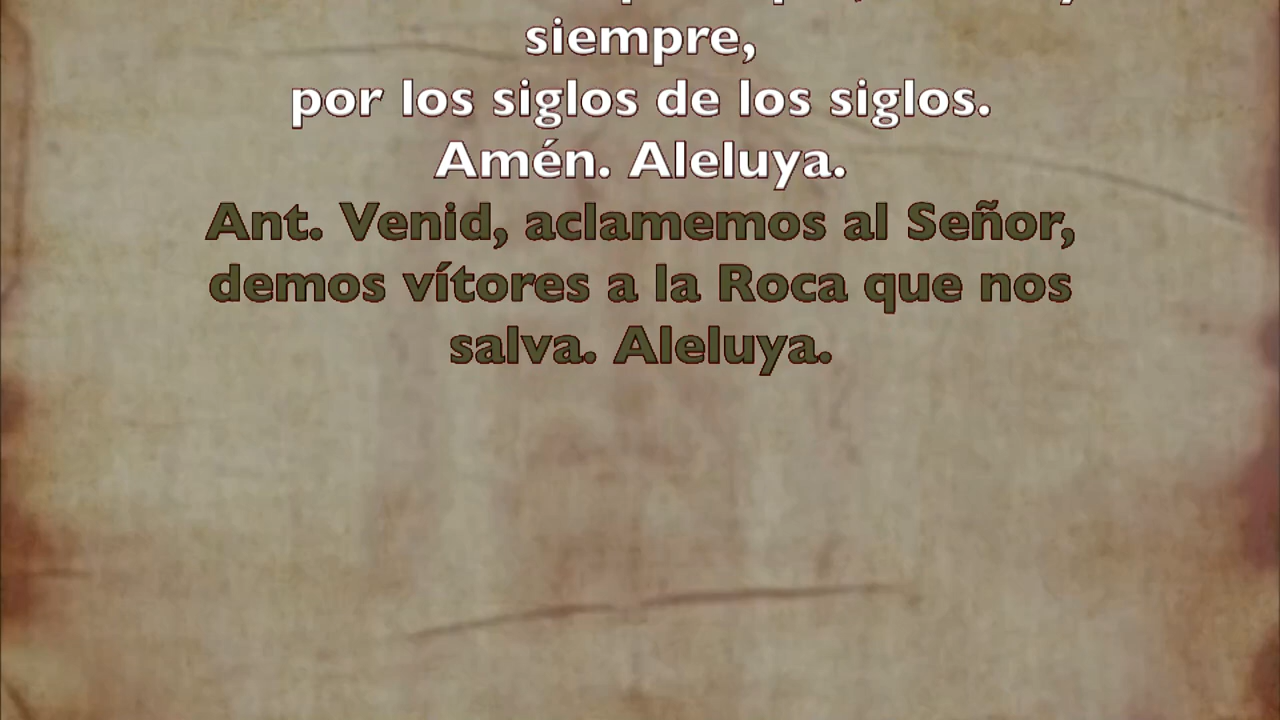 siempre,
por los siglos de los siglos.
Amén. Aleluya.
Ant. Venid, aclamemos al Señor,
demos vítores a la Roca que nos
salva. Aleluya.